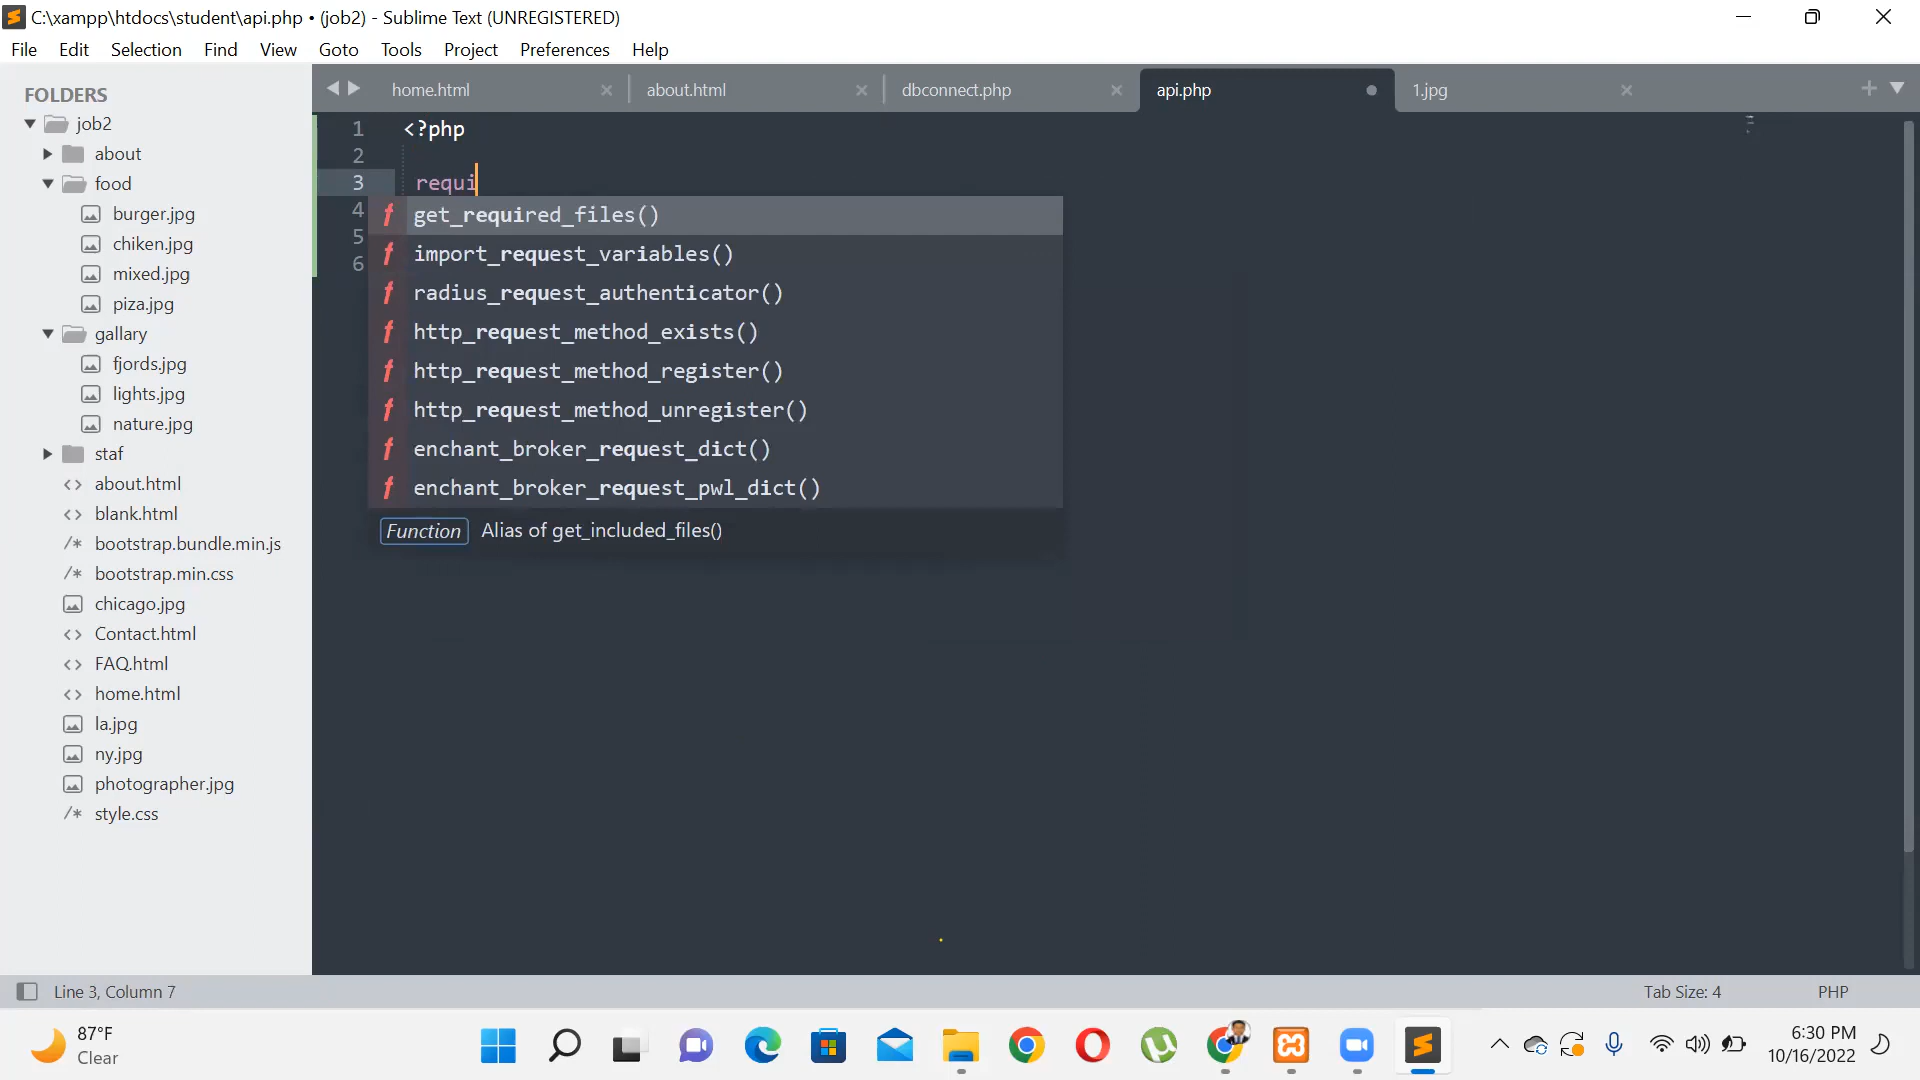 C:\xampp\htdocs\student\api.php • (job2) - Sublime Text (UNREGISTERED)
File Edit Selection Find View Goto Tools Project Preferences Help
FOLDERS
job2
about
food
burger.jpg
chiken.jpg
mixed.jpg
piza.jpg
gallary
fjords.jpg
lights.jpg
nature.jpg
staf
about.html
blank.html
bootstrap.bundle.min.js
bootstrap.min.css
chicago.jpg
Contact.html
FAQ.html
home.html
la.jpg
ny.jpg
photographer.jpg
style.css
home.html about.html dbconnect.php api.php 1.jpg
1 <?php
2
3 requi
4
5
6
get_required_files()
import_request_variables()
radius_request_authenticator()
http_request_method_exists()
http_request_method_register()
http_request_method_unregister()
enchant_broker_request_dict()
enchant_broker_request_pwl_dict()
Function Alias of get_included_files()
Line 3, Column 7 Tab Size: 4 PHP
87°F
Clear
6:30 PM
10/16/2022